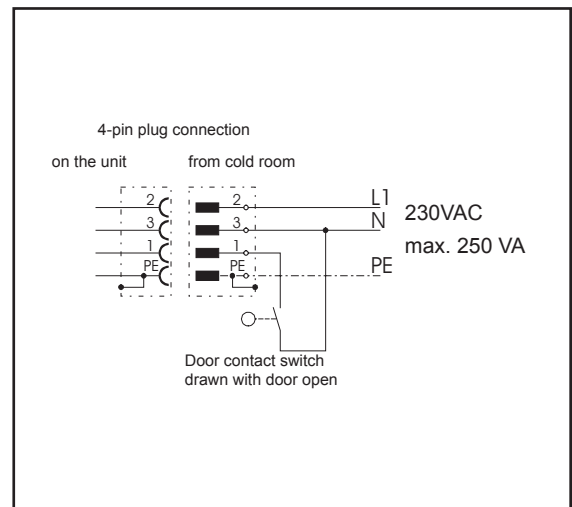 4-pin plug connection
on the unit from cold room
2 2 L1
3 3 N 230VAC
1 1 max. 250 VA
PE PE PE
Door contact switch
drawn with door open